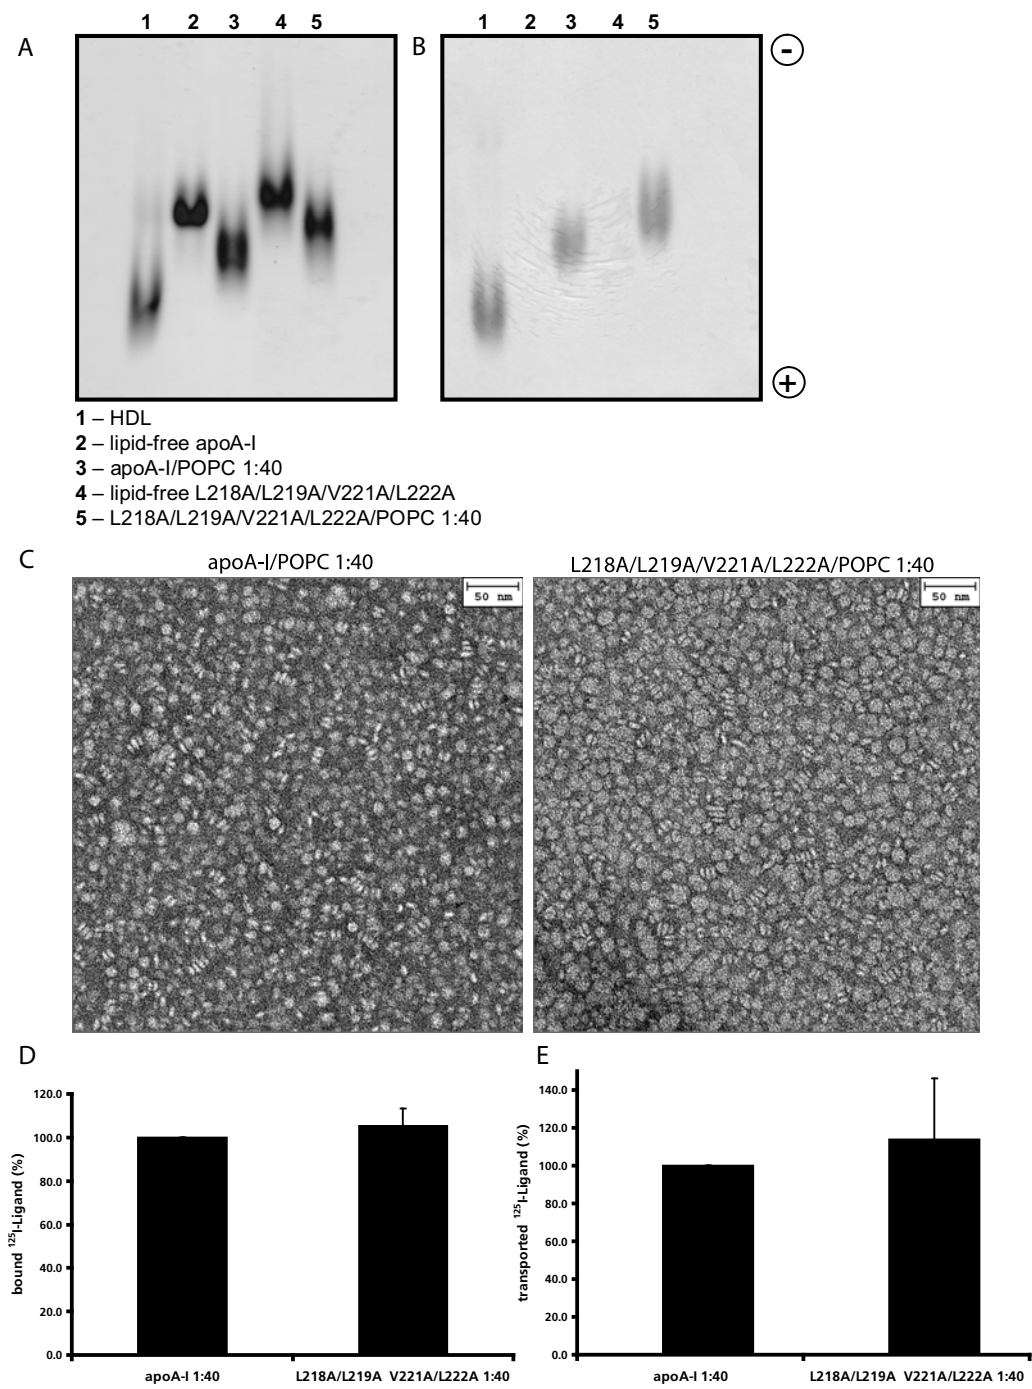 1 2 3 4 5
1 2 3 4 5
A
B
-
+
1 – HDL
2 – lipid-free apoA-I
3 – apoA-I/POPC 1:40
4 – lipid-free L218A/L219A/V221A/L222A
5 – L218A/L219A/V221A/L222A/POPC 1:40
C
apoA-I/POPC 1:40
L218A/L219A/V221A/L222A/POPC 1:40
50 nm
50 nm
D
bound 125I-Ligand (%)
120.0
100.0
80.0
60.0
40.0
20.0
0.0
apoA-I 1:40
L218A/L219A V221A/L222A 1:40
E
transported 125I-Ligand (%)
140.0
120.0
100.0
80.0
60.0
40.0
20.0
0.0
apoA-I 1:40
L218A/L219A V221A/L222A 1:40